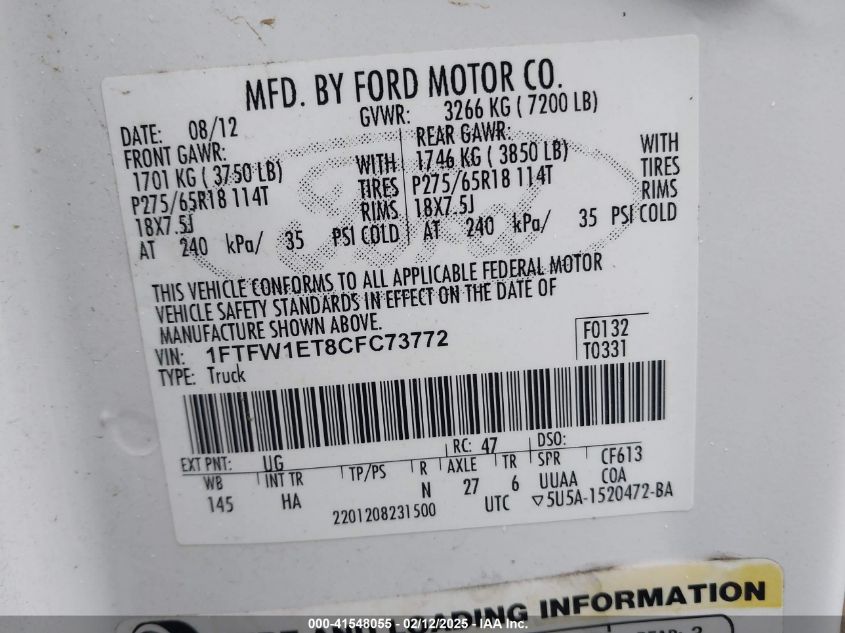 MFD. BY FORD MOTOR CO.
DATE: 08/12 GVWR: 3266 KG ( 7200 LB)
FRONT GAWR: REAR GAWR:
1701 KG ( 3750 LB) WITH 1746 KG ( 3850 LB) WITH
P275/65R18 114T TIRES P275/65R18 114T TIRES
18X7.5J RIMS 18X7.5J RIMS
AT 240 kPa/ 35 PSI COLD AT 240 kPa/ 35 PSI COLD
THIS VEHICLE CONFORMS TO ALL APPLICABLE FEDERAL MOTOR
VEHICLE SAFETY STANDARDS IN EFFECT ON THE DATE OF
MANUFACTURE SHOWN ABOVE.
VIN: 1FTFW1ET8CFC73772 F0132
TYPE: Truck T0331
EXT PNT: UG RC: 47 DSO:
WB INT TR TP/PS R AXLE TR SPR CF613
145 HA N 27 6 UUAA COA
2201208231500 UTC ▽5U5A-1520472-BA
AND LOADING INFORMATION
000-41548055 - 02/12/2025 - IAA Inc.